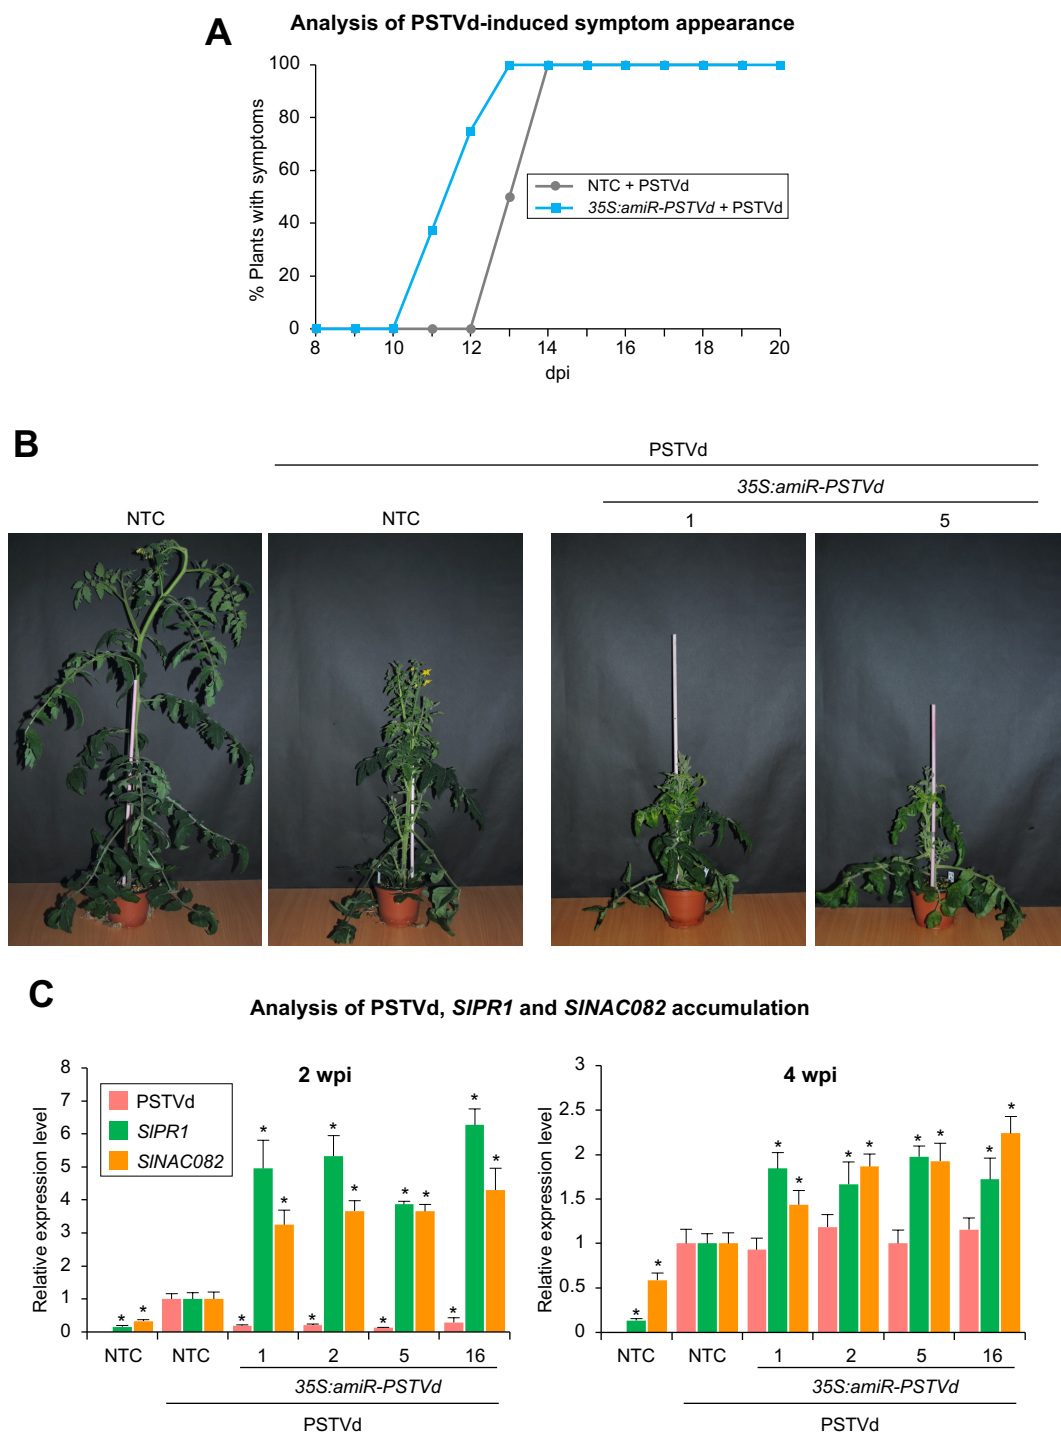 A
Analysis of PSTVd-induced symptom appearance
% Plants with symptoms
100
80
60
40
20
0
8 10 12 14 16 18 20
dpi
NTC + PSTVd
35S:amiR-PSTVd + PSTVd
B
PSTVd
35S:amiR-PSTVd
NTC NTC 1 5
C
Analysis of PSTVd, SlPR1 and SlNAC082 accumulation
2 wpi
Relative expression level
8
7
6
5
4
3
2
1
0
PSTVd
SlPR1
SlNAC082
* * * * * * * * * * * * * *
NTC NTC 1 2 5 16
35S:amiR-PSTVd
PSTVd
4 wpi
Relative expression level
3
2.5
2
1.5
1
0.5
0
* * * * * * * * * *
NTC NTC 1 2 5 16
35S:amiR-PSTVd
PSTVd